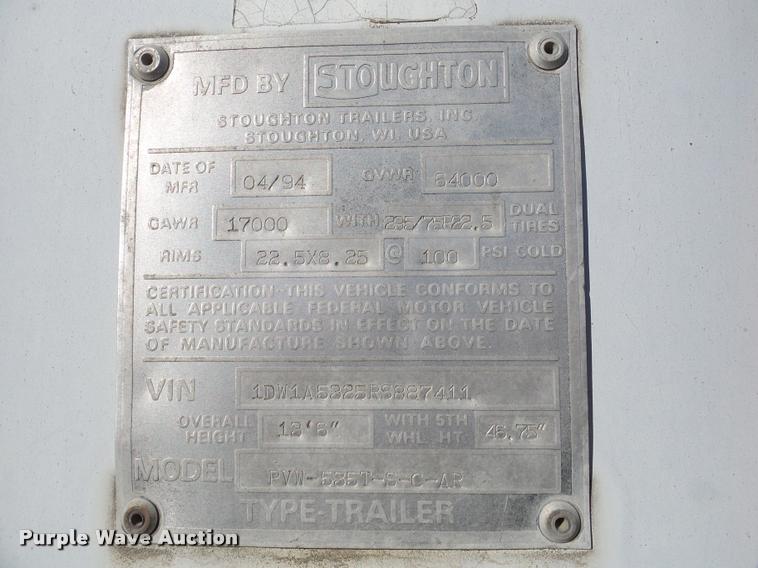 MFD BY STOUGHTON
STOUGHTON TRAILERS, INC.
STOUGHTON, WI. USA
DATE OF MFR 04/94 GVWR 64000
GAWR 17000 WITH 295/75R22.5 DUAL TIRES
RIMS 22.5X8.25 @ 100 PSI COLD
CERTIFICATION-THIS VEHICLE CONFORMS TO
ALL APPLICABLE FEDERAL MOTOR VEHICLE
SAFETY STANDARDS IN EFFECT ON THE DATE
OF MANUFACTURE SHOWN ABOVE.
VIN 1DW1A5325RS887411
OVERALL HEIGHT 13'6" WITH 5TH WHL. HT. 46.75"
MODEL PVW-535T-S-C-AR
TYPE-TRAILER
Purple Wave Auction